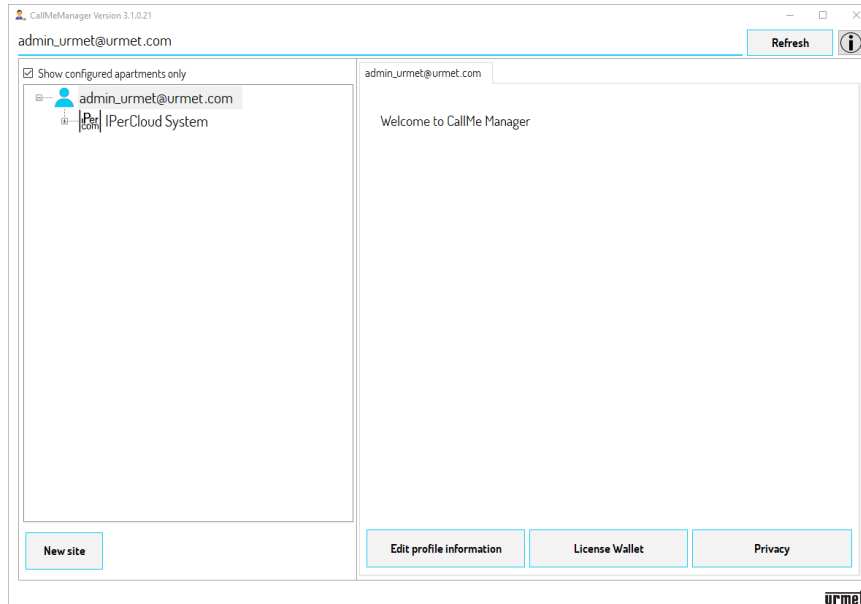 CallMeManager Version 3.1.0.21
admin_urmet@urmet.com
Refresh
Show configured apartments only
admin_urmet@urmet.com
admin_urmet@urmet.com
iPer com IPerCloud System
Welcome to CallMe Manager
New site
Edit profile information
License Wallet
Privacy
urme